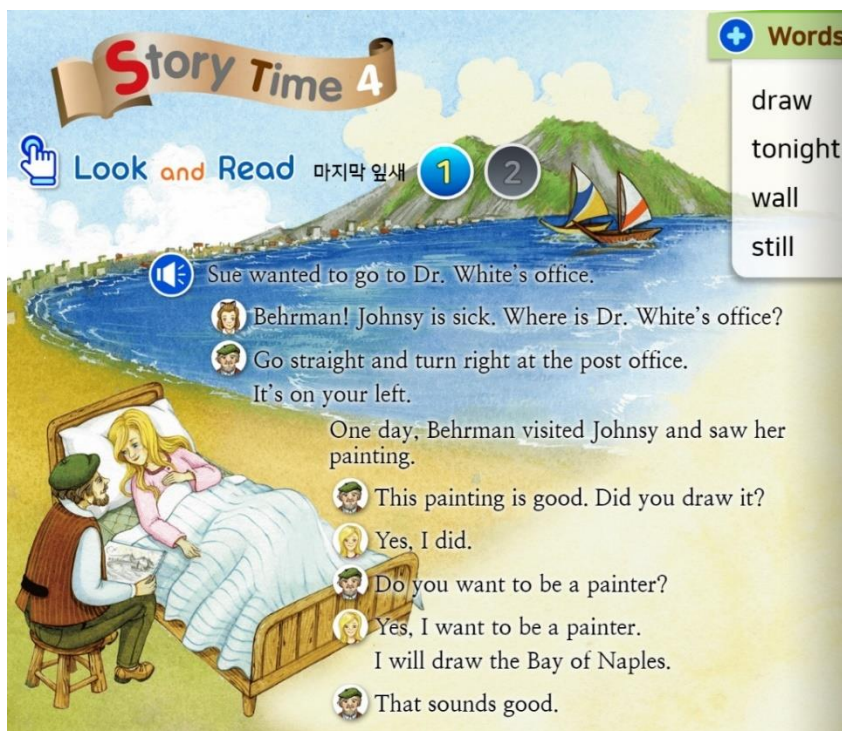 Story Time 4
Words
Look and Read 마지막 잎새 1 2
draw
tonight
wall
still
Sue wanted to go to Dr. White's office.
Behrman! Johnsy is sick. Where is Dr. White's office?
Go straight and turn right at the post office.
It's on your left.
One day, Behrman visited Johnsy and saw her
painting.
This painting is good. Did you draw it?
Yes, I did.
Do you want to be a painter?
Yes, I want to be a painter.
I will draw the Bay of Naples.
That sounds good.